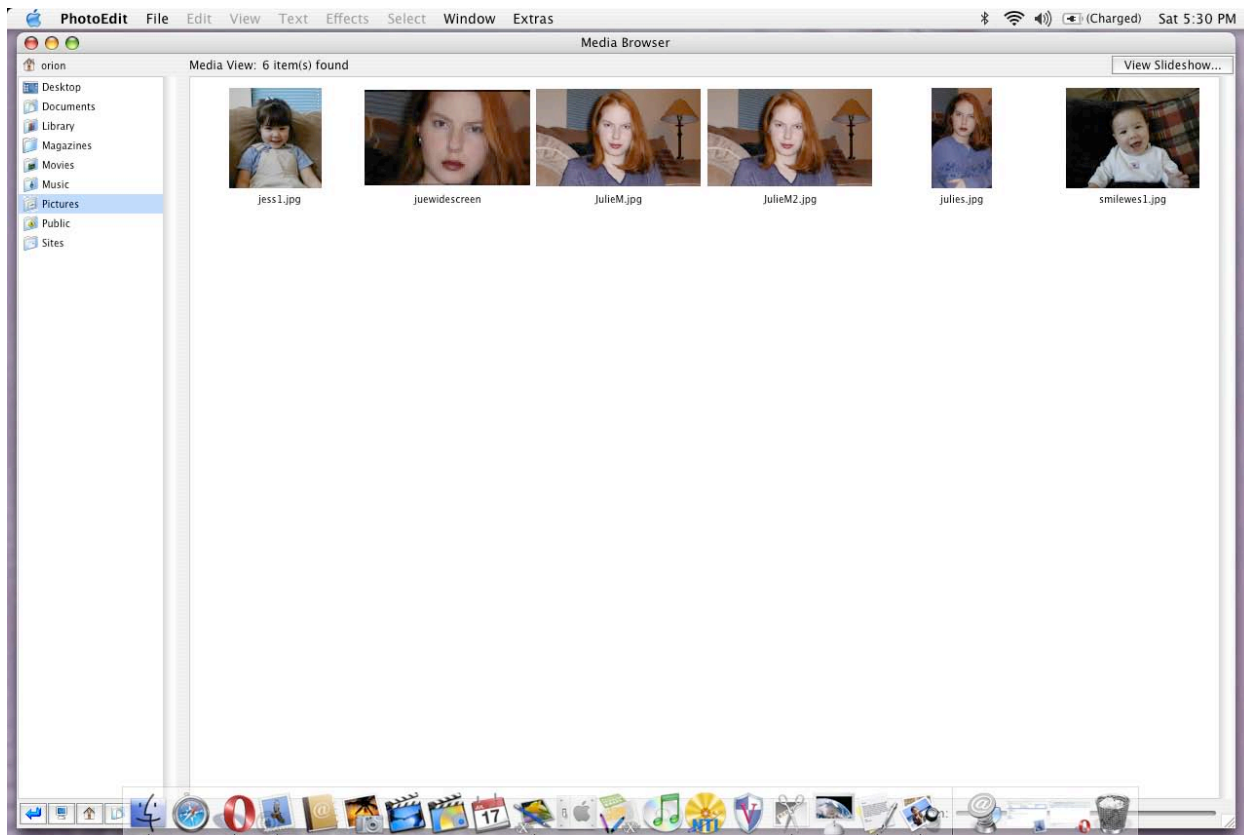 PhotoEdit File Edit View Text Effects Select Window Extras (Charged) Sat 5:30 PM
Media Browser
orion Media View: 6 item(s) found View Slideshow...
Desktop
Documents
Library
Magazines
Movies
Music
Pictures
Public
Sites
jess1.jpg juewidescreen JulieM.jpg JulieM2.jpg julies.jpg smilewes1.jpg
17
NTI